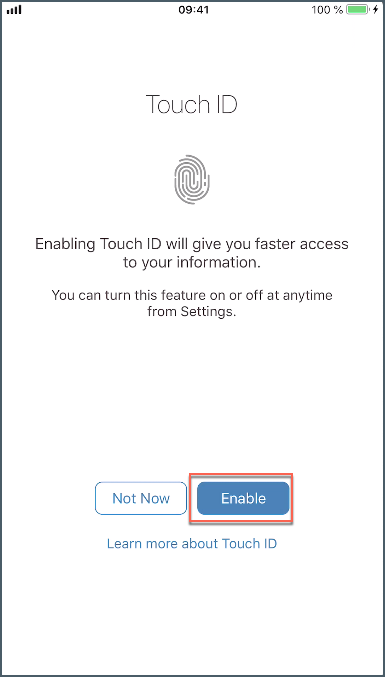 09:41 100 %
Touch ID
Enabling Touch ID will give you faster access
to your information.
You can turn this feature on or off at anytime
from Settings.
Not Now Enable
Learn more about Touch ID